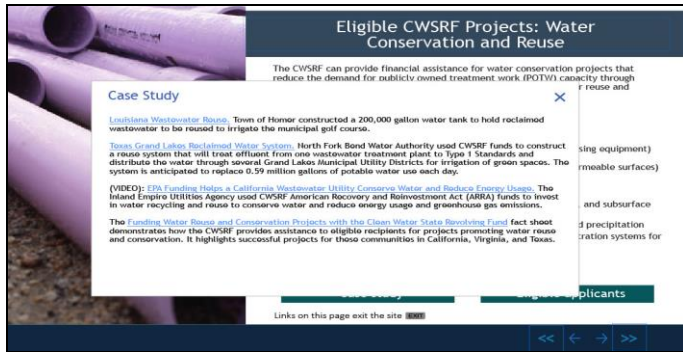 Eligible CWSRF Projects: Water
Conservation and Reuse
The CWSRF can provide financial assistance for water conservation projects that
reduce the demand for publicly owned treatment work (POTW) capacity through
r reuse and
Case Study
×
Louisiana Wastewater Reuse. Town of Homer constructed a 200,000 gallon water tank to hold reclaimed
wastewater to be reused to irrigate the municipal golf course.
Texas Grand Lakes Reclaimed Water System. North Fork Bend Water Authority used CWSRF funds to construct
a reuse system that will treat effluent from one wastewater treatment plant to Type 1 Standards and
distribute the water through several Grand Lakes Municipal Utility Districts for irrigation of green spaces. The
system is anticipated to replace 0.59 million gallons of potable water use each day.
(VIDEO): EPA Funding Helps a California Wastewater Utility Conserve Water and Reduce Energy Usage. The
Inland Empire Utilities Agency used CWSRF American Recovery and Reinvestment Act (ARRA) funds to invest
in water recycling and reuse to conserve water and reduce energy usage and greenhouse gas emissions.
The Funding Water Reuse and Conservation Projects with the Clean Water State Revolving Fund fact sheet
demonstrates how the CWSRF provides assistance to eligible recipients for projects promoting water reuse
and conservation. It highlights successful projects for these communities in California, Virginia, and Texas.
sing equipment)
rmeable surfaces)
, and subsurface
d precipitation
tration systems for
Case Study
Eligible Applicants
Links on this page exit the site EXIT
<< ← → >>